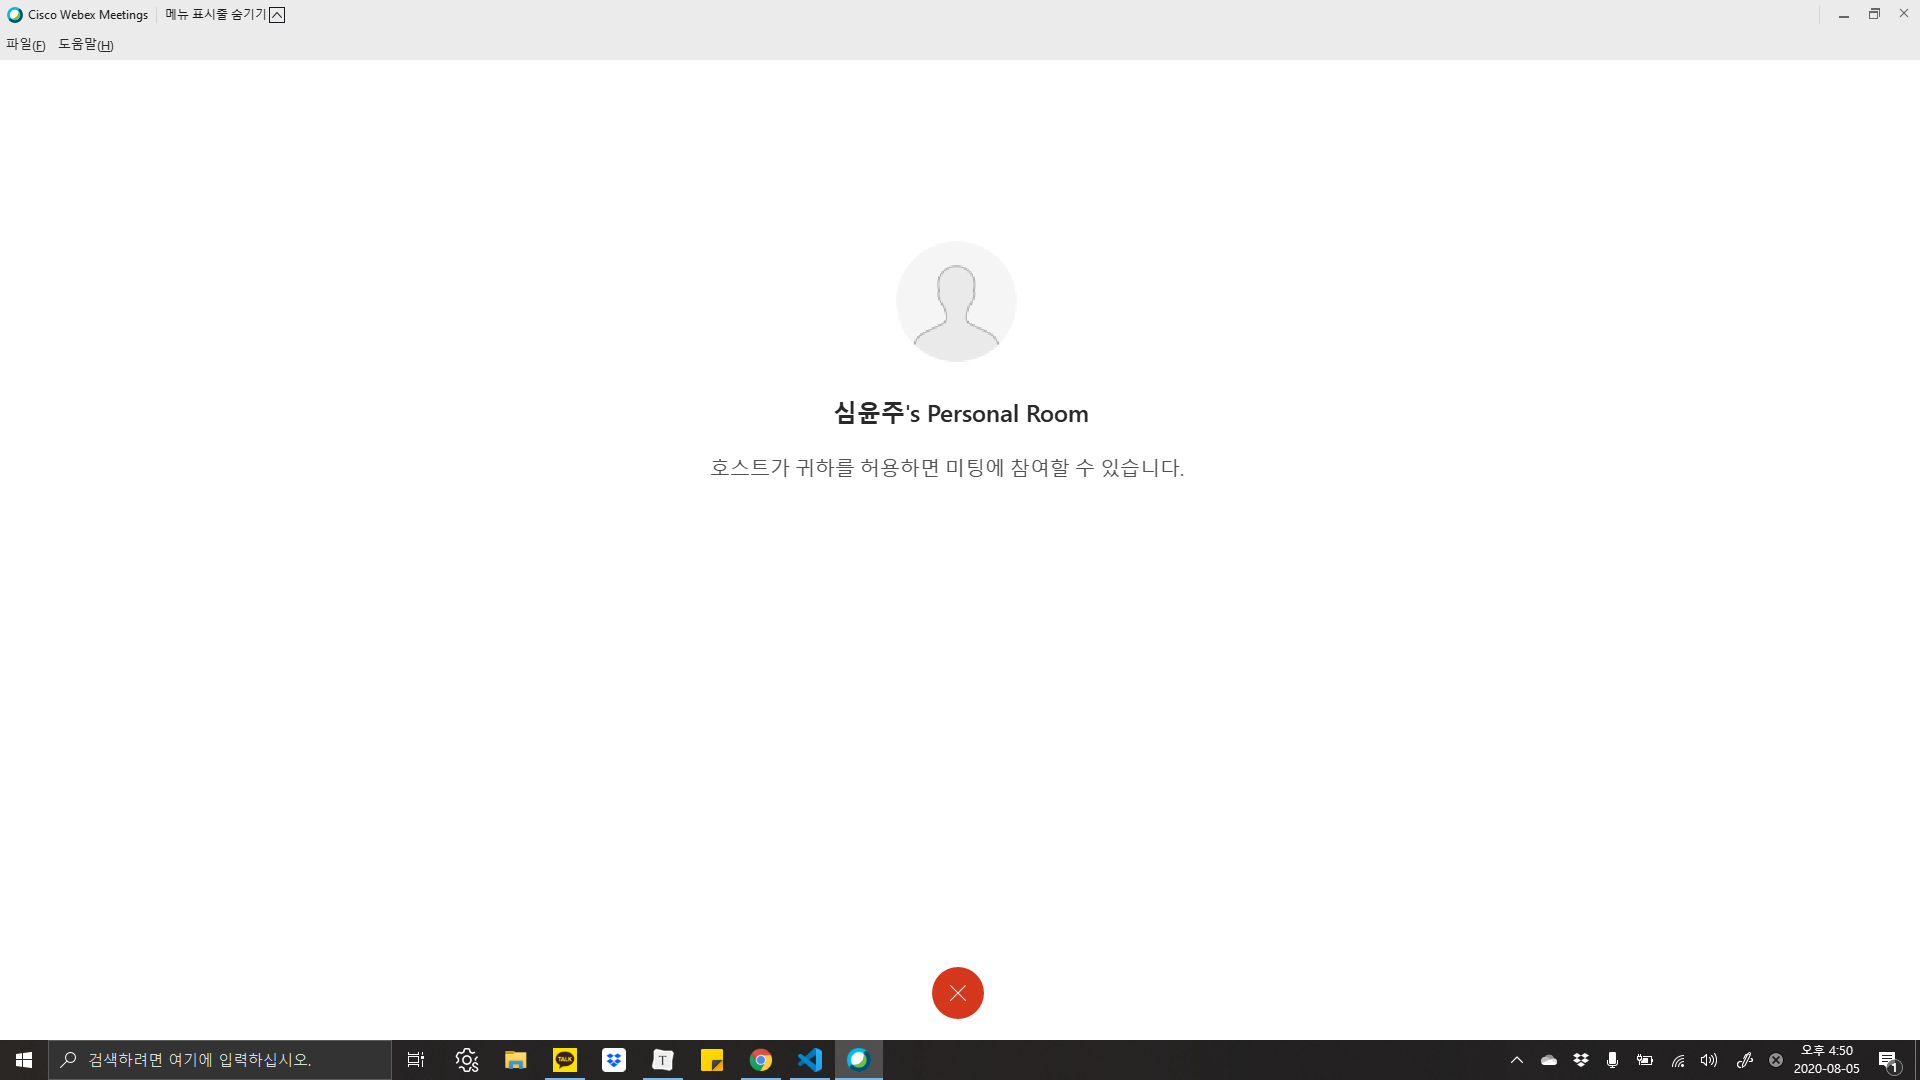 Cisco Webex Meetings 메뉴 표시줄 숨기기
파일(F) 도움말(H)
심윤주's Personal Room
호스트가 귀하를 허용하면 미팅에 참여할 수 있습니다.
검색하려면 여기에 입력하십시오.
TALK
T
오후 4:50
2020-08-05
1